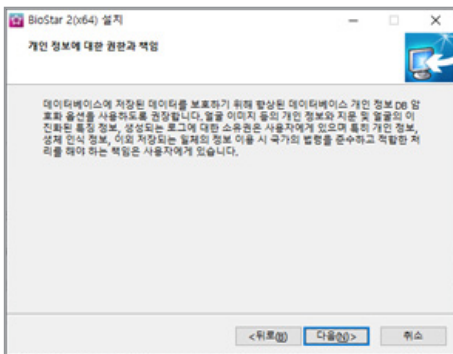 BioStar 2(x64) 설치
개인 정보에 대한 권한과 책임
데이터베이스에 저장된 데이터를 보호하기 위해 향상된 데이터베이스 개인 정보 DB 암
호화 옵션을 사용하도록 권장합니다.얼굴 이미지 등의 개인 정보와 지문 및 얼굴의 이
진화된 특징 정보, 생성되는 로그에 대한 소유권은 사용자에게 있으며 특히 개인 정보,
생체 인식 정보, 이외 저장되는 일체의 정보 이용 시 국가의 법령을 준수하고 적합한 처
리를 해야 하는 책임은 사용자에게 있습니다.
<뒤로(B) 다음(N)> 취소